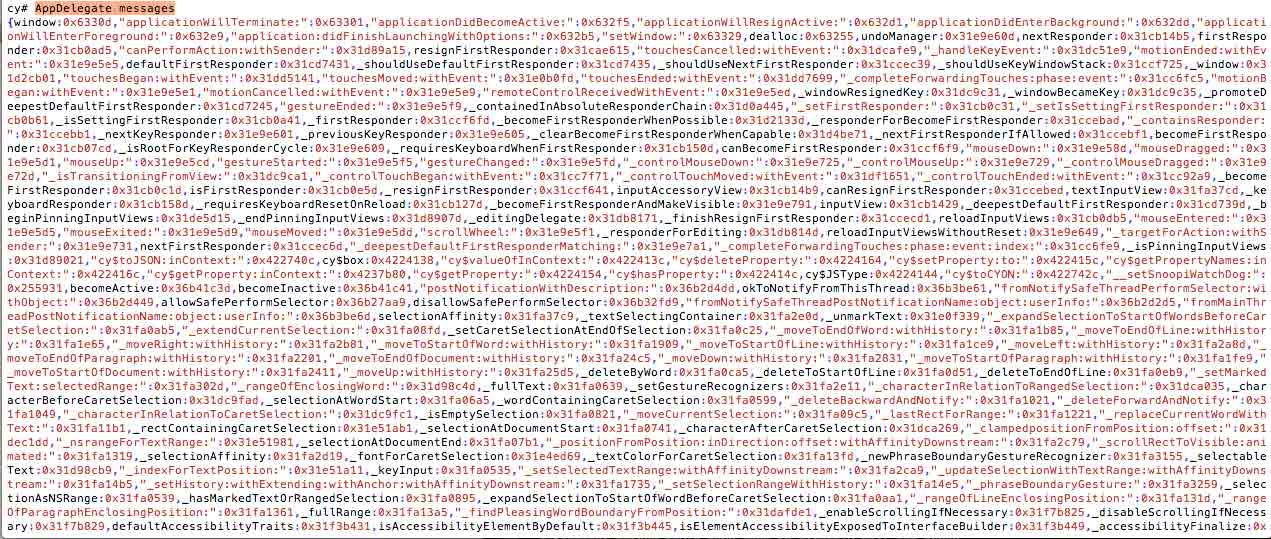 cy# AppDelegate.messages
{window:0x6330d,"applicationWillTerminate:":0x63301,"applicationDidBecomeActive:":0x632f5,"applicationWillResignActive:":0x632d1,"applicationDidEnterBackground:":0x632dd,"applicati
onWillEnterForeground:":0x632e9,"application:didFinishLaunchingWithOptions:":0x632b5,"setWindow:":0x63329,dealloc:0x63255,undoManager:0x31e9e60d,nextResponder:0x31cb14b5,firstRespo
nder:0x31cb0ad5,"canPerformAction:withSender:":0x31d89a15,resignFirstResponder:0x31cae615,"touchesCancelled:withEvent:":0x31dcafe9,"_handleKeyEvent:":0x31dc51e9,"motionEnded:withEv
ent:":0x31e9e5e5,defaultFirstResponder:0x31cd7431,_shouldUseDefaultFirstResponder:0x31cd7435,_shouldUseNextFirstResponder:0x31ccec39,_shouldUseKeyWindowStack:0x31ccf725,_window:0x3
1d2cb01,"touchesBegan:withEvent:":0x31dd5141,"touchesMoved:withEvent:":0x31e0b0fd,"touchesEnded:withEvent:":0x31dd7699,"_completeForwardingTouches:phase:event:":0x31cc6fc5,"motionB
egan:withEvent:":0x31e9e5e1,"motionCancelled:withEvent:":0x31e9e5e9,"remoteControlReceivedWithEvent:":0x31e9e5ed,_windowResignedKey:0x31dc9c31,_windowBecameKey:0x31dc9c35,_promoteD
eepestDefaultFirstResponder:0x31cd7245,"gestureEnded:":0x31e9e5f9,_containedInAbsoluteResponderChain:0x31d0a445,"_setFirstResponder:":0x31cb0c31,"_setIsSettingFirstResponder:":0x31
cb0b61,_isSettingFirstResponder:0x31cb0a41,_firstResponder:0x31ccf6fd,_becomeFirstResponderWhenPossible:0x31d2133d,_responderForBecomeFirstResponder:0x31ccebad,"_containsResponder:
":0x31ccebb1,_nextKeyResponder:0x31e9e601,_previousKeyResponder:0x31e9e605,_clearBecomeFirstResponderWhenCapable:0x31d4be71,_nextFirstResponderIfAllowed:0x31ccebf1,becomeFirstRespo
nder:0x31cb07cd,_isRootForKeyResponderCycle:0x31e9e609,_requiresKeyboardWhenFirstResponder:0x31cb150d,canBecomeFirstResponder:0x31ccf6f9,"mouseDown:":0x31e9e58d,"mouseDragged:":0x3
1e9e5d1,"mouseUp:":0x31e9e5cd,"gestureStarted:":0x31e9e5f5,"gestureChanged:":0x31e9e5fd,"_controlMouseDown:":0x31e9e725,"_controlMouseUp:":0x31e9e729,"_controlMouseDragged:":0x31e9
e72d,"_isTransitioningFromView:":0x31dc9ca1,"_controlTouchBegan:withEvent:":0x31cc7f71,"_controlTouchMoved:withEvent:":0x31df1651,"_controlTouchEnded:withEvent:":0x31cc92a9,_become
FirstResponder:0x31cb0c1d,isFirstResponder:0x31cb0e5d,_resignFirstResponder:0x31ccf641,inputAccessoryView:0x31cb14b9,canResignFirstResponder:0x31ccebed,textInputView:0x31fa37cd,_ke
yboardResponder:0x31cb158d,_requiresKeyboardResetOnReload:0x31cb127d,_becomeFirstResponderAndMakeVisible:0x31e9e791,inputView:0x31cb1429,_deepestDefaultFirstResponder:0x31cd739d,_b
eginPinningInputViews:0x31de5d15,_endPinningInputViews:0x31d8907d,_editingDelegate:0x31db8171,_finishResignFirstResponder:0x31ccecd1,reloadInputViews:0x31cb0db5,"mouseEntered:":0x3
1e9e5d5,"mouseExited:":0x31e9e5d9,"mouseMoved:":0x31e9e5dd,"scrollWheel:":0x31e9e5f1,_responderForEditing:0x31db814d,reloadInputViewsWithoutReset:0x31e9e649,"_targetForAction:withS
ender:":0x31e9e731,nextFirstResponder:0x31ccec6d,"_deepestDefaultFirstResponderMatching:":0x31e9e7a1,"_completeForwardingTouches:phase:event:index:":0x31cc6fe9,_isPinningInputViews
:0x31d89021,"cy$toJSON:inContext:":0x422740c,cy$box:0x4224138,"cy$valueOfInContext:":0x422413c,"cy$deleteProperty:":0x4224164,"cy$setProperty:to:":0x422415c,"cy$getPropertyNames:in
Context:":0x422416c,"cy$getProperty:inContext:":0x4237b80,"cy$getProperty:":0x4224154,"cy$hasProperty:":0x422414c,cy$JSType:0x4224144,"cy$toCYON:":0x422742c,"__setSnoopiWatchDog:":
0x255931,becomeActive:0x36b41c3d,becomeInactive:0x36b41c41,"postNotificationWithDescription:":0x36b2d4dd,okToNotifyFromThisThread:0x36b3be61,"fromNotifySafeThreadPerformSelector:wi
thObject:":0x36b2d449,allowSafePerformSelector:0x36b27aa9,disallowSafePerformSelector:0x36b32fd9,"fromNotifySafeThreadPostNotificationName:object:userInfo:":0x36b2d2d5,"fromMainThr
eadPostNotificationName:object:userInfo:":0x36b3be6d,selectionAffinity:0x31fa37c9,_textSelectingContainer:0x31fa2e0d,_unmarkText:0x31e0f339,"_expandSelectionToStartOfWordsBeforeCar
etSelection:":0x31fa0ab5,"_extendCurrentSelection:":0x31fa08fd,_setCaretSelectionAtEndOfSelection:0x31fa0c25,"_moveToEndOfWord:withHistory:":0x31fa1b85,"_moveToEndOfLine:withHistor
y:":0x31fa1e65,"_moveRight:withHistory:":0x31fa2b81,"_moveToStartOfWord:withHistory:":0x31fa1909,"_moveToStartOfLine:withHistory:":0x31fa1ce9,"_moveLeft:withHistory:":0x31fa2a8d,"_
moveToEndOfParagraph:withHistory:":0x31fa2201,"_moveToEndOfDocument:withHistory:":0x31fa24c5,"_moveDown:withHistory:":0x31fa2831,"_moveToStartOfParagraph:withHistory:":0x31fa1fe9,"
_moveToStartOfDocument:withHistory:":0x31fa2411,"_moveUp:withHistory:":0x31fa25d5,_deleteByWord:0x31fa0ca5,_deleteToStartOfLine:0x31fa0d51,_deleteToEndOfLine:0x31fa0eb9,"_setMarked
Text:selectedRange:":0x31fa302d,"_rangeOfEnclosingWord:":0x31d98c4d,_fullText:0x31fa0639,_setGestureRecognizers:0x31fa2e11,"_characterInRelationToRangedSelection:":0x31dca035,_char
acterBeforeCaretSelection:0x31dc9fad,_selectionAtWordStart:0x31fa06a5,_wordContainingCaretSelection:0x31fa0599,"_deleteBackwardAndNotify:":0x31fa1021,"_deleteForwardAndNotify:":0x3
1fa1049,"_characterInRelationToCaretSelection:":0x31dc9fc1,_isEmptySelection:0x31fa0821,"_moveCurrentSelection:":0x31fa09c5,"_lastRectForRange:":0x31fa1221,"_replaceCurrentWordWith
Text:":0x31fa11b1,_rectContainingCaretSelection:0x31e51ab1,_selectionAtDocumentStart:0x31fa0741,_characterAfterCaretSelection:0x31dca269,"_clampedpositionFromPosition:offset:":0x31
dec1dd,"_nsrangeForTextRange:":0x31e51981,_selectionAtDocumentEnd:0x31fa07b1,"_positionFromPosition:inDirection:offset:withAffinityDownstream:":0x31fa2c79,"_scrollRectToVisible:ani
mated:":0x31fa1319,_selectionAffinity:0x31fa2d19,_fontForCaretSelection:0x31e4ed69,_textColorForCaretSelection:0x31fa13fd,_newPhraseBoundaryGestureRecognizer:0x31fa3155,_selectable
Text:0x31d98cb9,"_indexForTextPosition:":0x31e51a11,_keyInput:0x31fa0535,"_setSelectedTextRange:withAffinityDownstream:":0x31fa2ca9,"_updateSelectionWithTextRange:withAffinityDowns
tream:":0x31fa14b5,"_setHistory:withExtending:withAnchor:withAffinityDownstream:":0x31fa1735,"_setSelectionRangeWithHistory:":0x31fa14e5,"_phraseBoundaryGesture:":0x31fa3259,_selec
tionAsNSRange:0x31fa0539,_hasMarkedTextOrRangedSelection:0x31fa0895,_expandSelectionToStartOfWordBeforeCaretSelection:0x31fa0aa1,"_rangeOfLineEnclosingPosition:":0x31fa131d,"_range
OfParagraphEnclosingPosition:":0x31fa1361,_fullRange:0x31fa13a5,"_findPleasingWordBoundaryFromPosition:":0x31dafde1,_enableScrollingIfNecessary:0x31f7b825,_disableScrollingIfNecess
ary:0x31f7b829,defaultAccessibilityTraits:0x31f3b431,isAccessibilityElementByDefault:0x31f3b445,isElementAccessibilityExposedToInterfaceBuilder:0x31f3b449,_accessibilityFinalize:0x